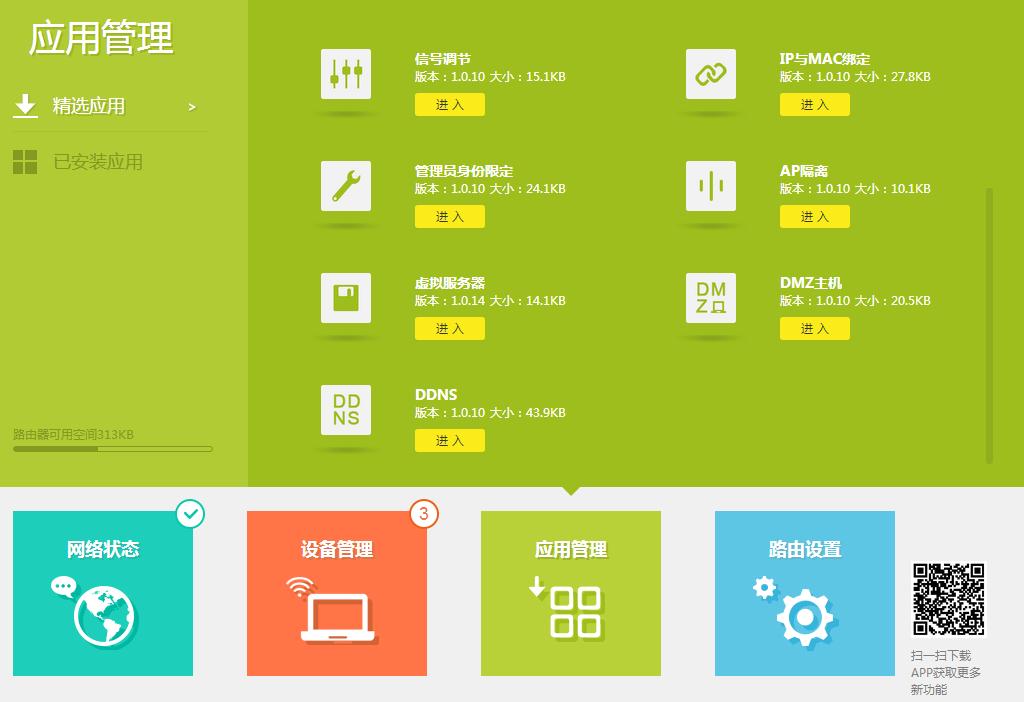 应用管理
精选应用 >
已安装应用
路由器可用空间313KB
信号调节
版本：1.0.10 大小：15.1KB
进 入
IP与MAC绑定
版本：1.0.10 大小：27.8KB
进 入
管理员身份限定
版本：1.0.10 大小：24.1KB
进 入
AP隔离
版本：1.0.10 大小：10.1KB
进 入
虚拟服务器
版本：1.0.14 大小：14.1KB
进 入
DM
Z
DMZ主机
版本：1.0.10 大小：20.5KB
进 入
DD
NS
DDNS
版本：1.0.10 大小：43.9KB
进 入
网络状态
3
设备管理
应用管理
路由设置
扫一扫下载
APP获取更多
新功能